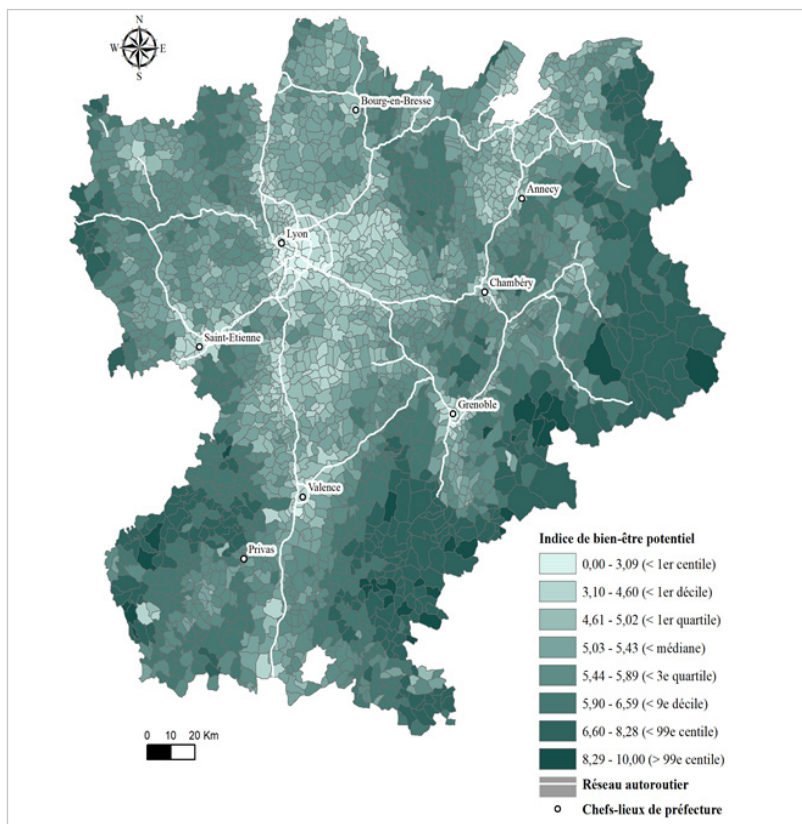 N
W E
S
Bourg-en-Bresse
Annecy
Lyon
Chambéry
Saint-Etienne
Grenoble
Valence
Privas
Indice de bien-être potentiel
0,00 - 3,09 (< 1er centile)
3,10 - 4,60 (< 1er décile)
4,61 - 5,02 (< 1er quartile)
5,03 - 5,43 (< médiane)
5,44 - 5,89 (< 3e quartile)
5,90 - 6,59 (< 9e décile)
6,60 - 8,28 (< 99e centile)
8,29 - 10,00 (> 99e centile)
Réseau autoroutier
Chefs-lieux de préfecture
0 10 20 Km